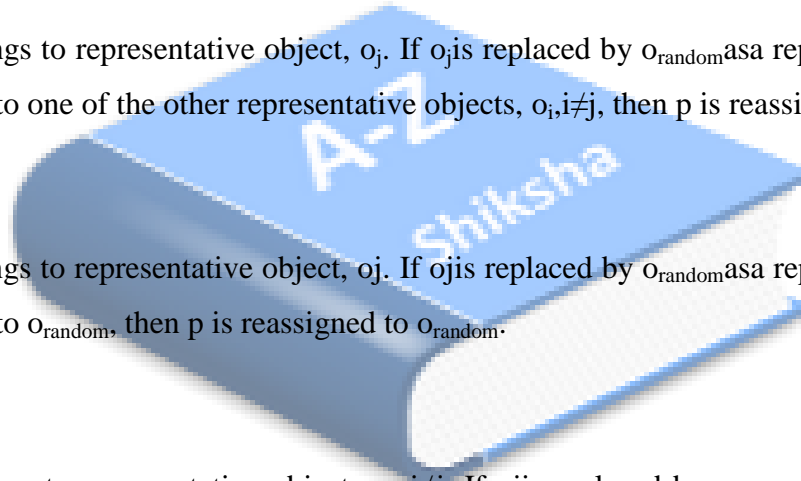 ngs to representative object, oj. If ojis replaced by orandomasa rep
to one of the other representative objects, oi,i≠j, then p is reassi
A-Z
Shiksha
ngs to representative object, oj. If ojis replaced by orandomasa rep
to orandom, then p is reassigned to orandom.